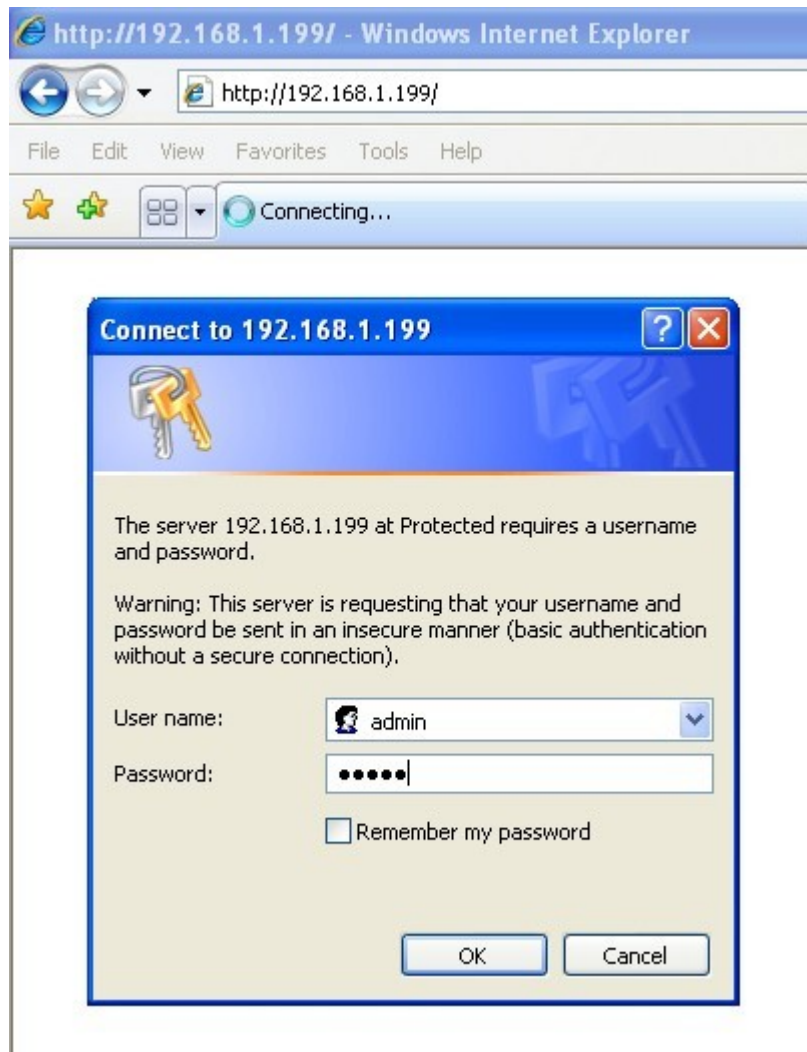 http://192.168.1.199/ - Windows Internet Explorer
http://192.168.1.199/
File Edit View Favorites Tools Help
Connecting...
Connect to 192.168.1.199
The server 192.168.1.199 at Protected requires a username
and password.
Warning: This server is requesting that your username and
password be sent in an insecure manner (basic authentication
without a secure connection).
User name: admin
Password: •••••
Remember my password
OK Cancel